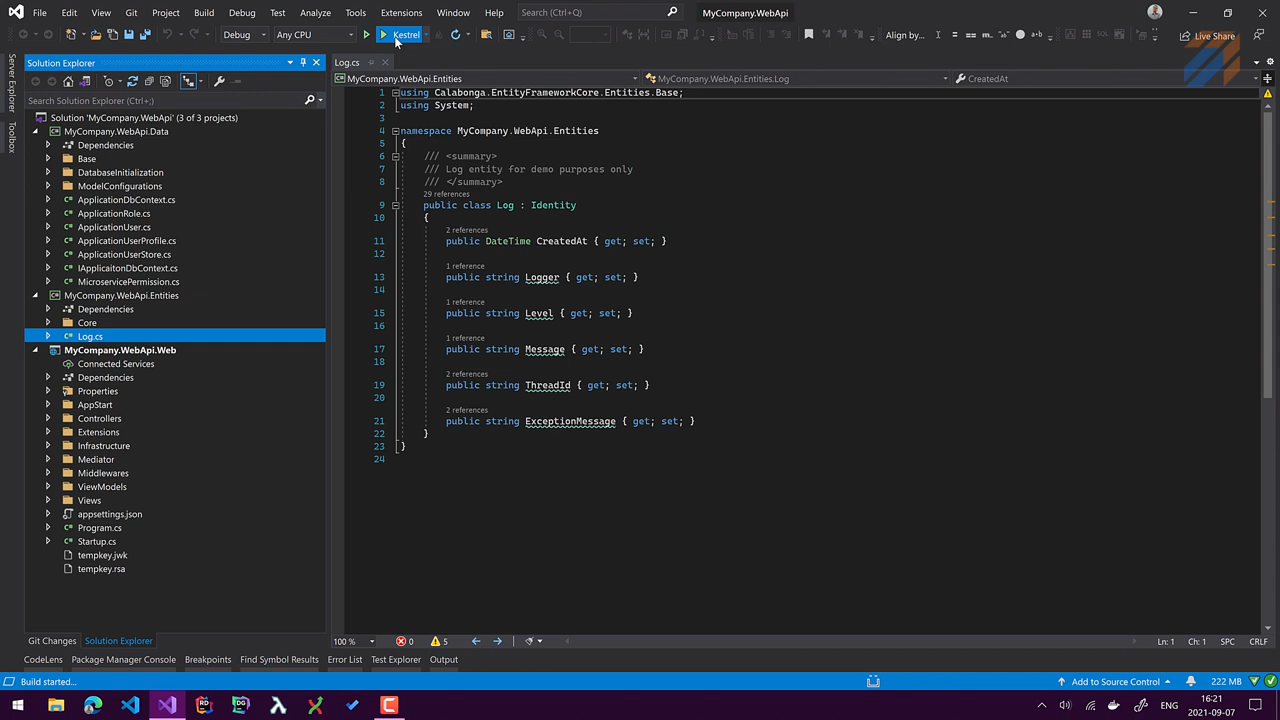 File Edit View Git Project Build Debug Test Analyze Tools Extensions Window Help Search (Ctrl+Q) MyCompany.WebApi
Debug Any CPU Kestrel Align by... Live Share
Server Explorer
Toolbox
Solution Explorer
Search Solution Explorer (Ctrl+;)
Solution 'MyCompany.WebApi' (3 of 3 projects)
MyCompany.WebApi.Data
Dependencies
Base
DatabaseInitialization
ModelConfigurations
ApplicationDbContext.cs
ApplicationRole.cs
ApplicationUser.cs
ApplicationUserProfile.cs
ApplicationUserStore.cs
IApplicaitonDbContext.cs
MicroservicePermission.cs
MyCompany.WebApi.Entities
Dependencies
Core
Log.cs
MyCompany.WebApi.Web
Connected Services
Dependencies
Properties
AppStart
Controllers
Extensions
Infrastructure
Mediator
Middlewares
ViewModels
Views
appsettings.json
Program.cs
Startup.cs
tempkey.jwk
tempkey.rsa
Git Changes Solution Explorer
Log.cs
MyCompany.WebApi.Entities MyCompany.WebApi.Entities.Log CreatedAt
1 using Calabonga.EntityFrameworkCore.Entities.Base;
2 using System;
3
4 namespace MyCompany.WebApi.Entities
5 {
6 /// <summary>
7 /// Log entity for demo purposes only
8 /// </summary>
29 references
9 public class Log : Identity
10 {
2 references
11 public DateTime CreatedAt { get; set; }
12
1 reference
13 public string Logger { get; set; }
14
1 reference
15 public string Level { get; set; }
16
1 reference
17 public string Message { get; set; }
18
2 references
19 public string ThreadId { get; set; }
20
2 references
21 public string ExceptionMessage { get; set; }
22 }
23 }
24
100 % 0 5 Ln: 1 Ch: 1 SPC CRLF
CodeLens Package Manager Console Breakpoints Find Symbol Results Error List Test Explorer Output
Build started... Add to Source Control 222 MB
ENG 16:21
2021-09-07